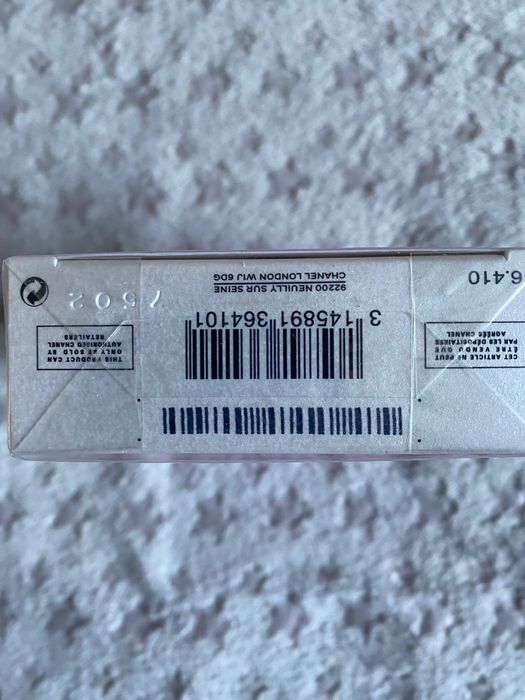 CET ARTICLE NE PEUT
ÊTRE VENDU QUE
PAR LES DÉPOSITAIRES
AGRÉÉS CHANEL
6.410
3 145891 364101
92200 NEUILLY SUR SEINE
CHANEL LONDON W1J 6DG
THIS PRODUCT CAN
ONLY BE SOLD BY
AUTHORISED CHANEL
RETAILERS
7502